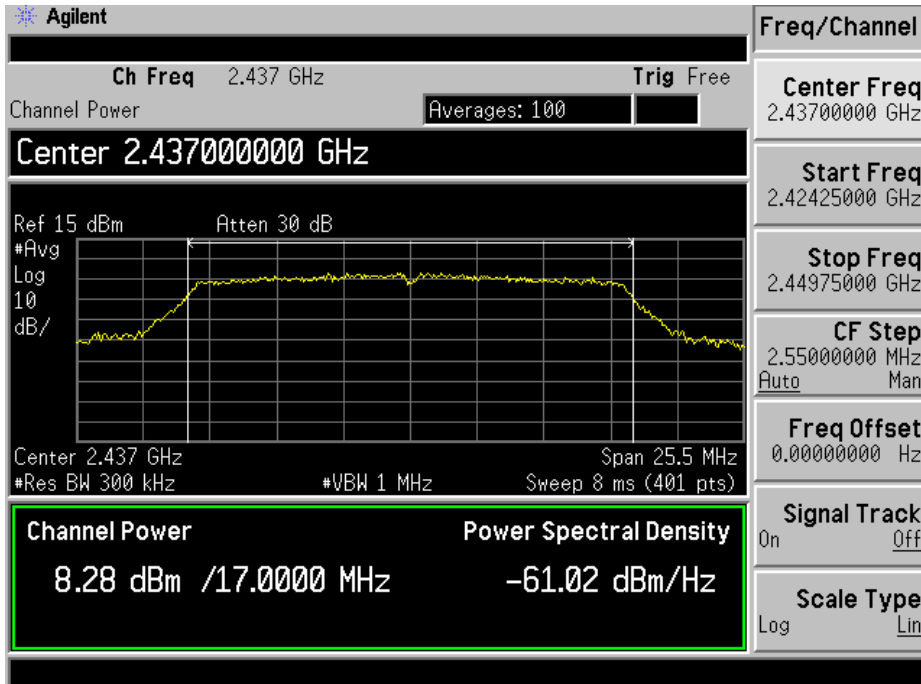 Agilent
Freq/Channel
Ch Freq 2.437 GHz Trig Free
Channel Power Averages: 100
Center 2.437000000 GHz
Ref 15 dBm Atten 30 dB
#Avg
Log
10
dB/
Center 2.437 GHz Span 25.5 MHz
#Res BW 300 kHz #VBW 1 MHz Sweep 8 ms (401 pts)
Channel Power Power Spectral Density
8.28 dBm /17.0000 MHz -61.02 dBm/Hz
Center Freq
2.43700000 GHz
Start Freq
2.42425000 GHz
Stop Freq
2.44975000 GHz
CF Step
2.55000000 MHz
Auto Man
Freq Offset
0.00000000 Hz
Signal Track
On Off
Scale Type
Log Lin